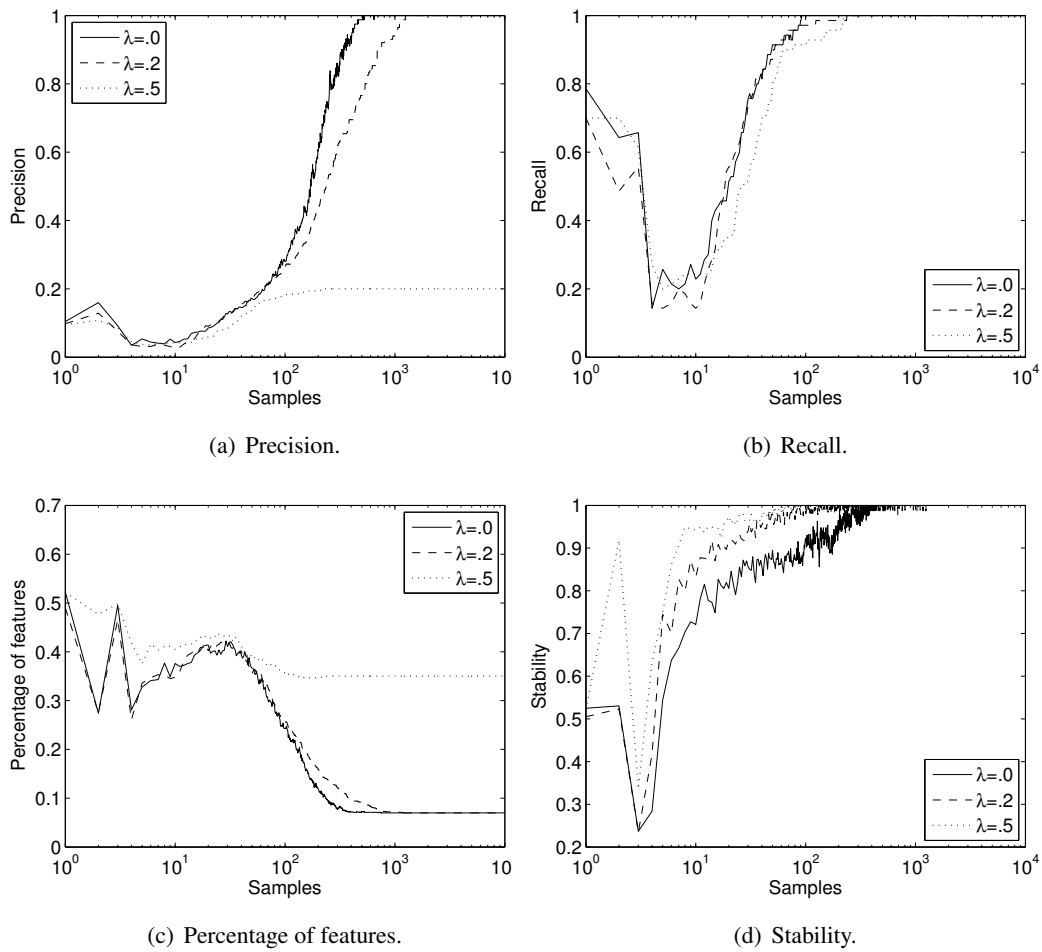 1
0.8
0.6
0.4
0.2
0
Precision
λ=.0
λ=.2
λ=.5
10^0 10^1 10^2 10^3 10
Samples
(a) Precision.
1
0.8
0.6
0.4
0.2
0
Recall
λ=.0
λ=.2
λ=.5
10^0 10^1 10^2 10^3 10^4
Samples
(b) Recall.
0.7
0.6
0.5
0.4
0.3
0.2
0.1
0
Percentage of features
λ=.0
λ=.2
λ=.5
10^0 10^1 10^2 10^3 10
Samples
(c) Percentage of features.
1
0.9
0.8
0.7
0.6
0.5
0.4
0.3
0.2
Stability
λ=.0
λ=.2
λ=.5
10^0 10^1 10^2 10^3 10^4
Samples
(d) Stability.